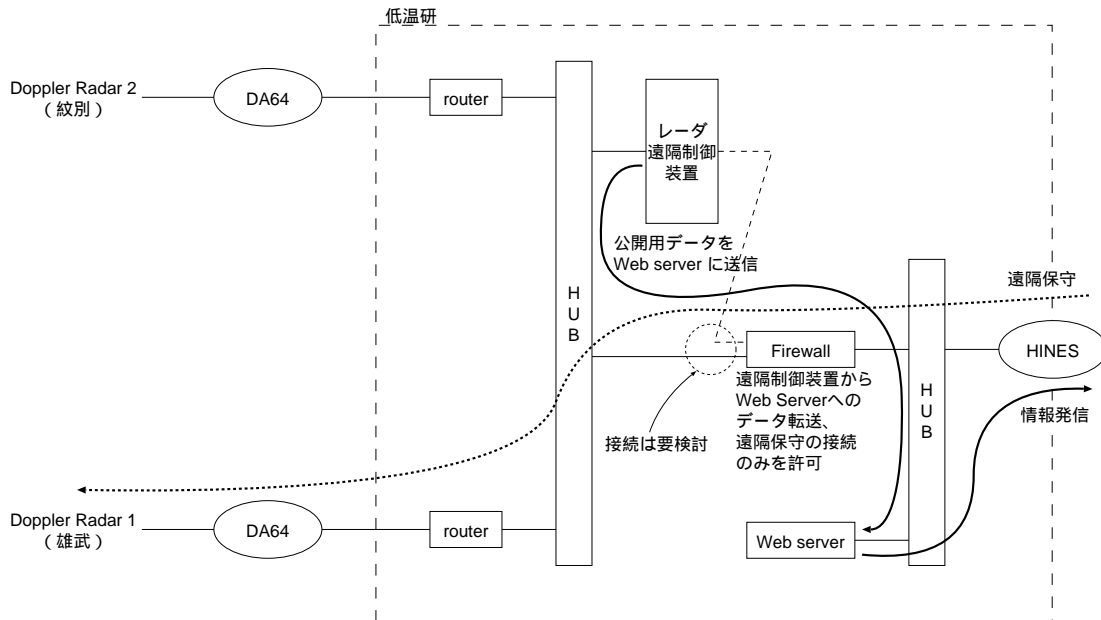 低温研
Doppler Radar 2
（紋別）
DA64
router
レーダ
遠隔制御
装置
公開用データを
Web server に送信
遠隔保守
H
U
B
Firewall
HINES
遠隔制御装置から
Web Serverへの
データ転送、
遠隔保守の接続
のみを許可
H
U
B
情報発信
接続は要検討
Doppler Radar 1
（雄武）
DA64
router
Web server